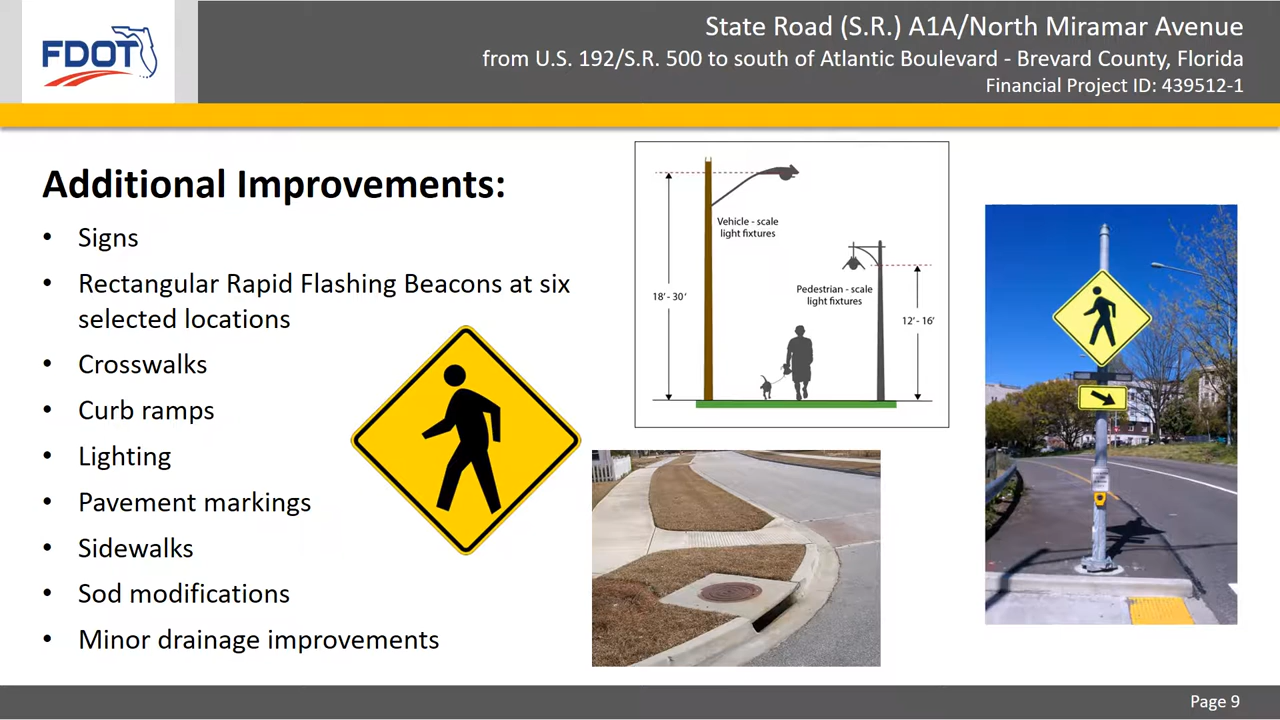 FDOT
State Road (S.R.) A1A/North Miramar Avenue
from U.S. 192/S.R. 500 to south of Atlantic Boulevard - Brevard County, Florida
Financial Project ID: 439512-1
Additional Improvements:
• Signs
• Rectangular Rapid Flashing Beacons at six
selected locations
• Crosswalks
• Curb ramps
• Lighting
• Pavement markings
• Sidewalks
• Sod modifications
• Minor drainage improvements
Vehicle - scale
light fixtures
18' - 30'
Pedestrian - scale
light fixtures
12' - 16'
Page 9